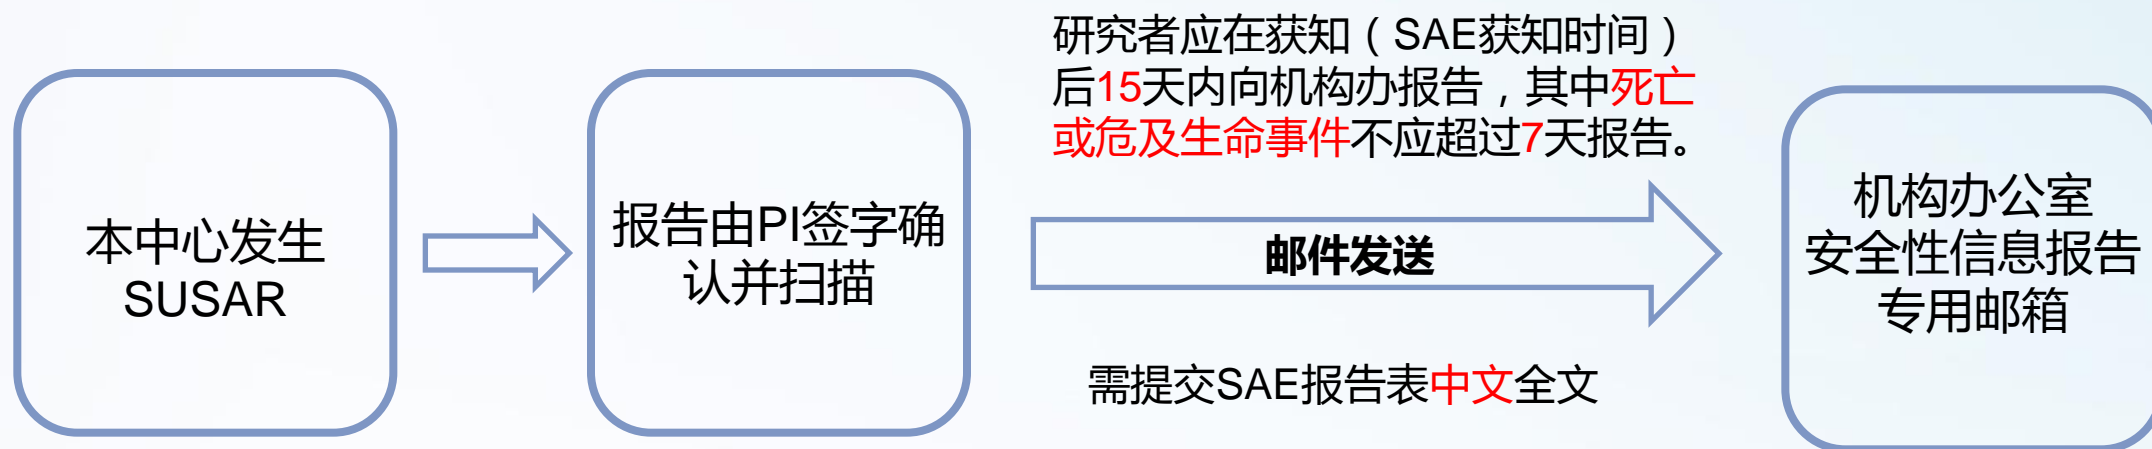 本中心发生
SUSAR
报告由PI签字确
认并扫描
研究者应在获知（SAE获知时间）
后15天内向机构办报告，其中死亡
或危及生命事件不应超过7天报告。
邮件发送
需提交SAE报告表中文全文
机构办公室
安全性信息报告
专用邮箱